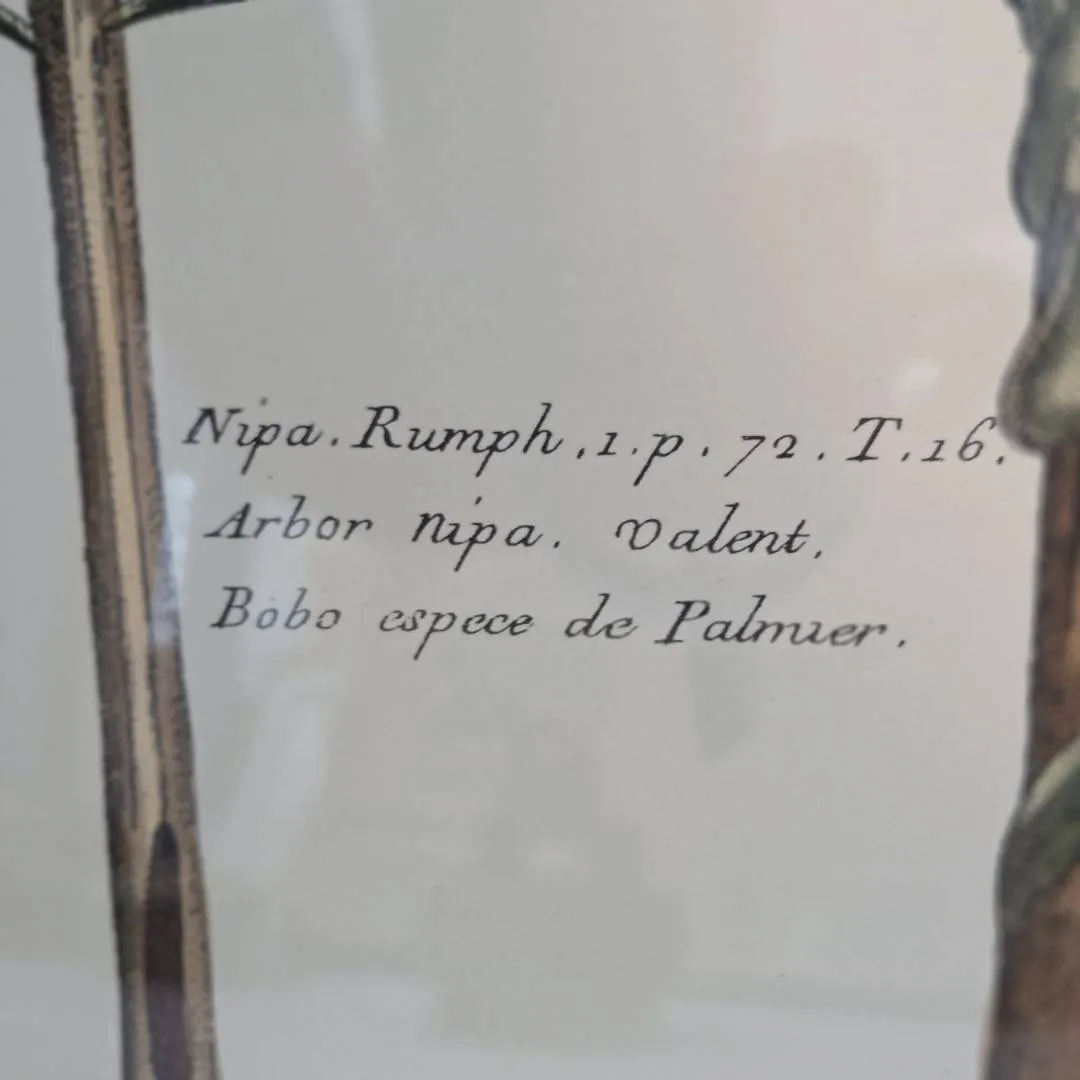 Nipa. Rumph. 1. p. 72. T. 16.
Arbor nipa. Valent.
Bobo espece de Palmier.